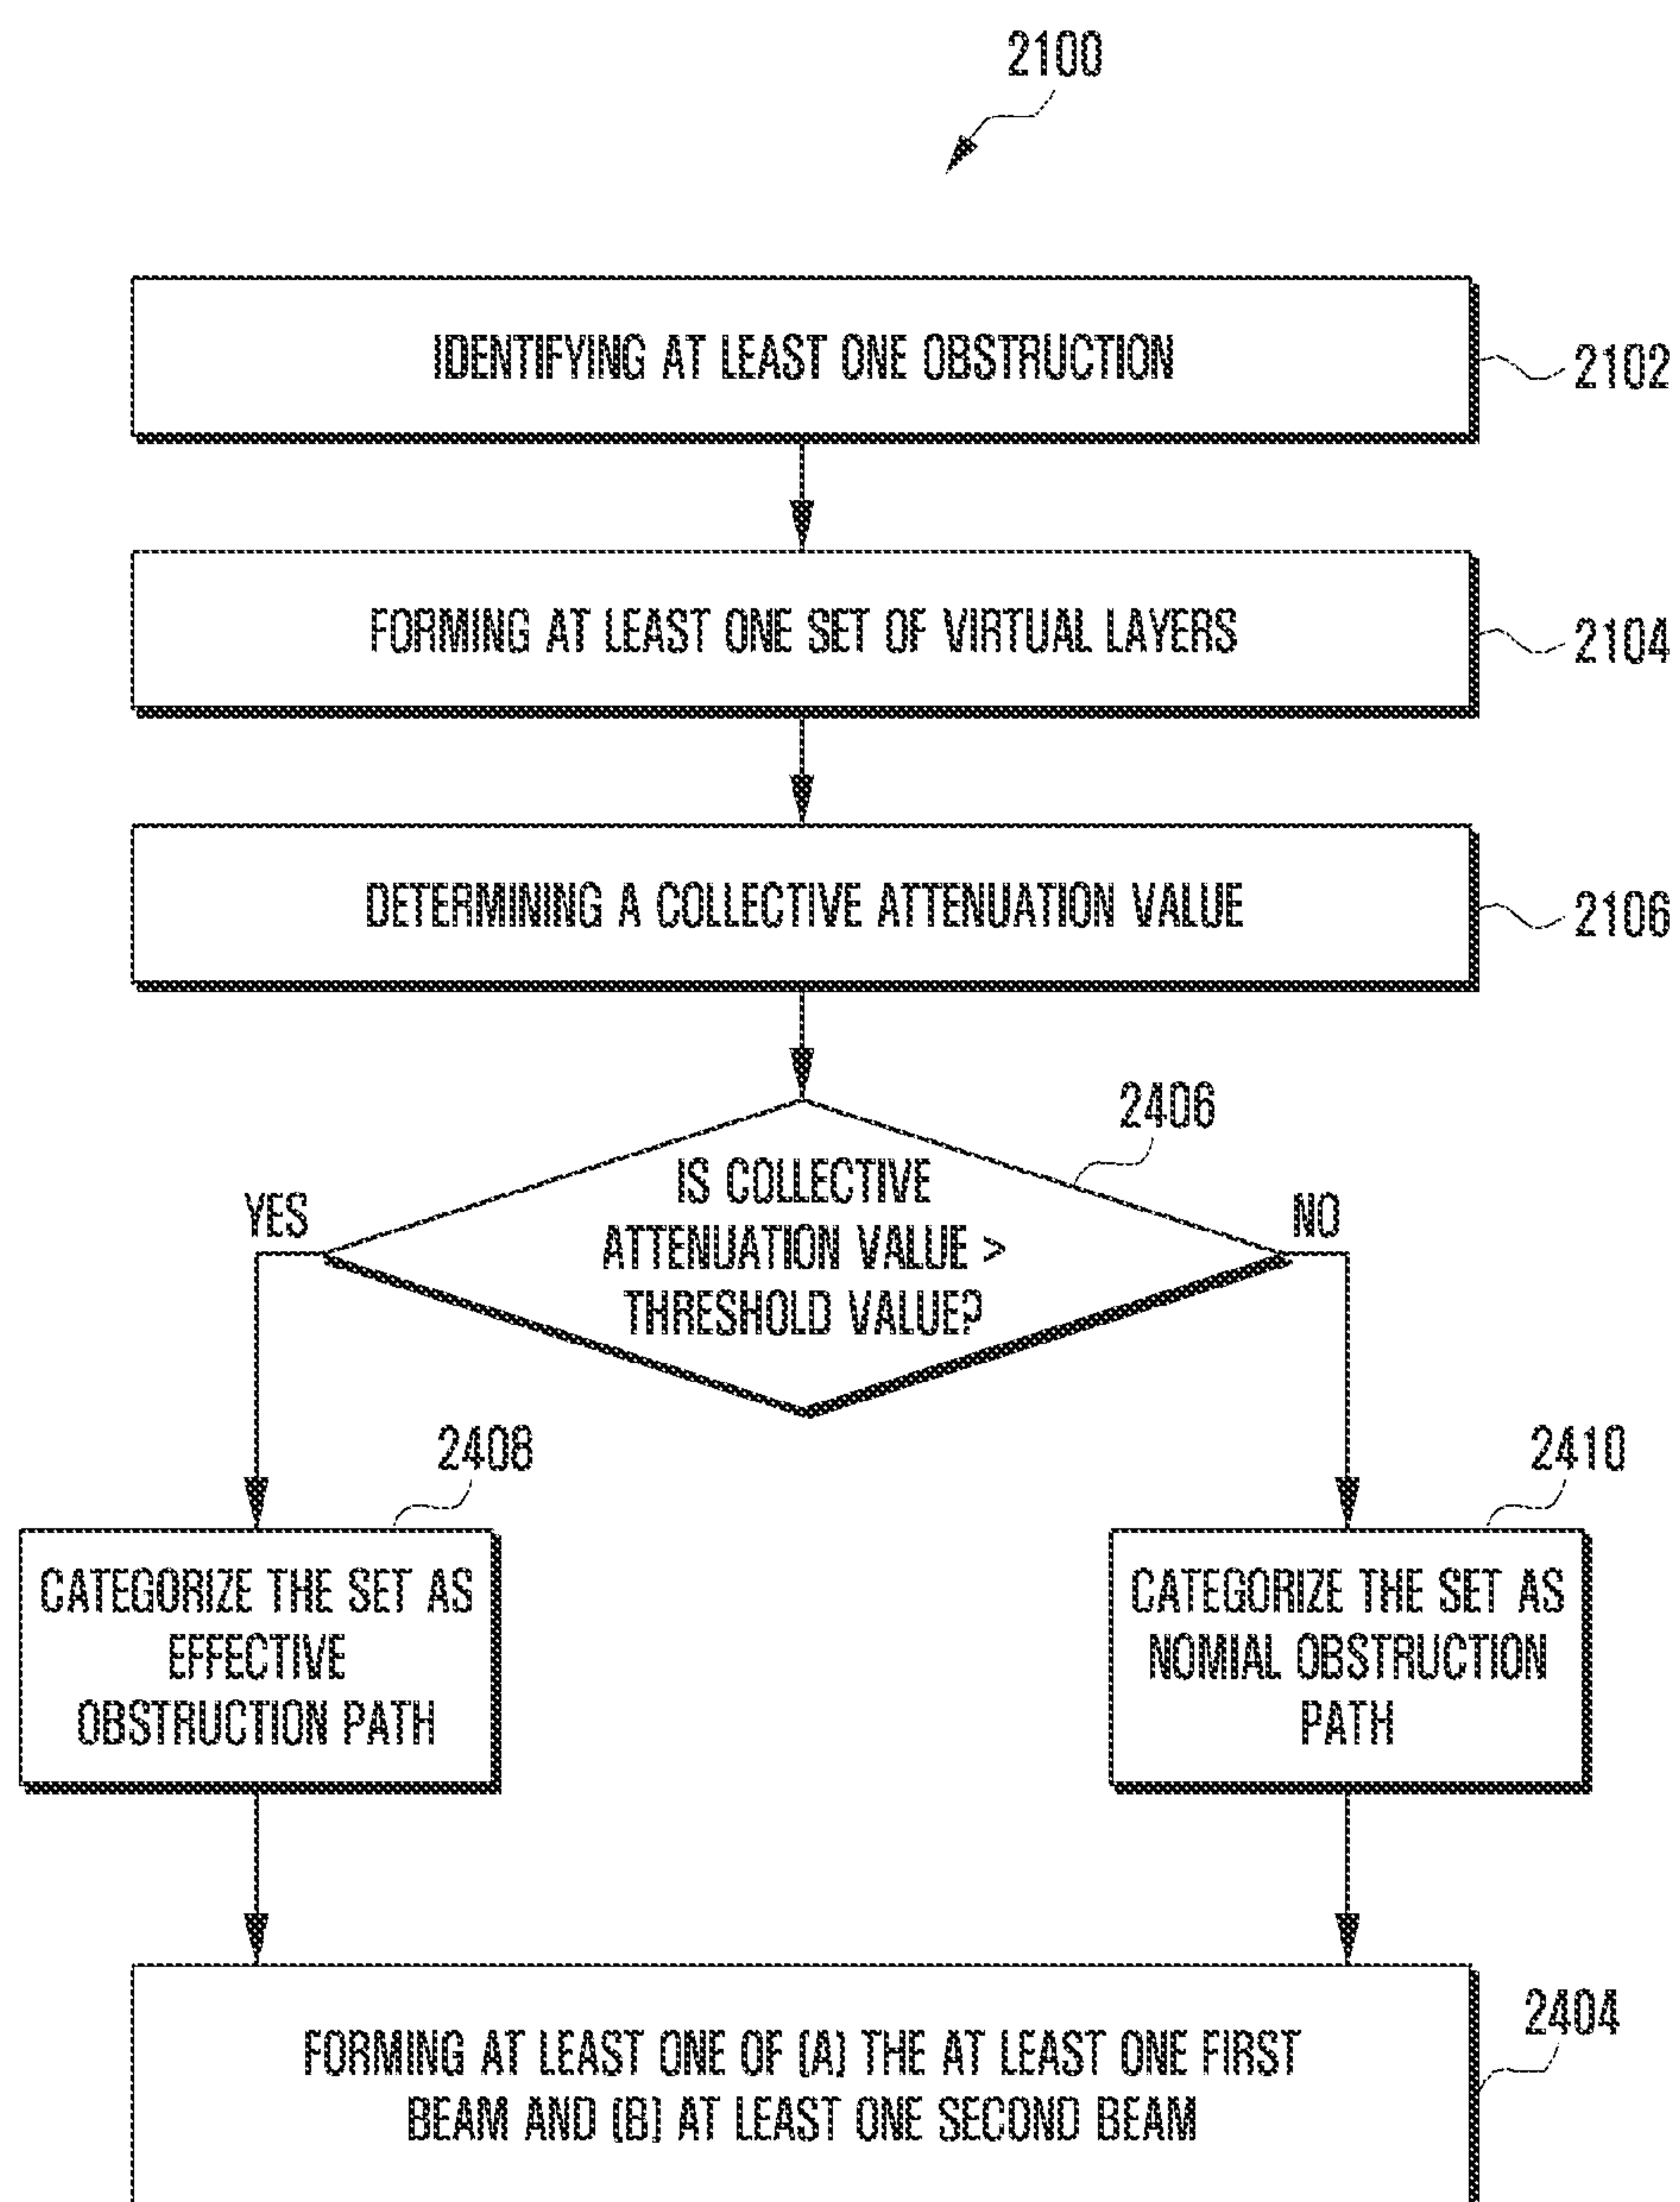 2100
IDENTIFYING AT LEAST ONE OBSTRUCTION
2102
FORMING AT LEAST ONE SET OF VIRTUAL LAYERS
2104
DETERMINING A COLLECTIVE ATTENUATION VALUE
2106
2406
IS COLLECTIVE
ATTENUATION VALUE >
THRESHOLD VALUE?
YES
NO
2408
2410
CATEGORIZE THE SET AS
EFFECTIVE
OBSTRUCTION PATH
CATEGORIZE THE SET AS
NOMIAL OBSTRUCTION
PATH
FORMING AT LEAST ONE OF (A) THE AT LEAST ONE FIRST
BEAM AND (B) AT LEAST ONE SECOND BEAM
2404